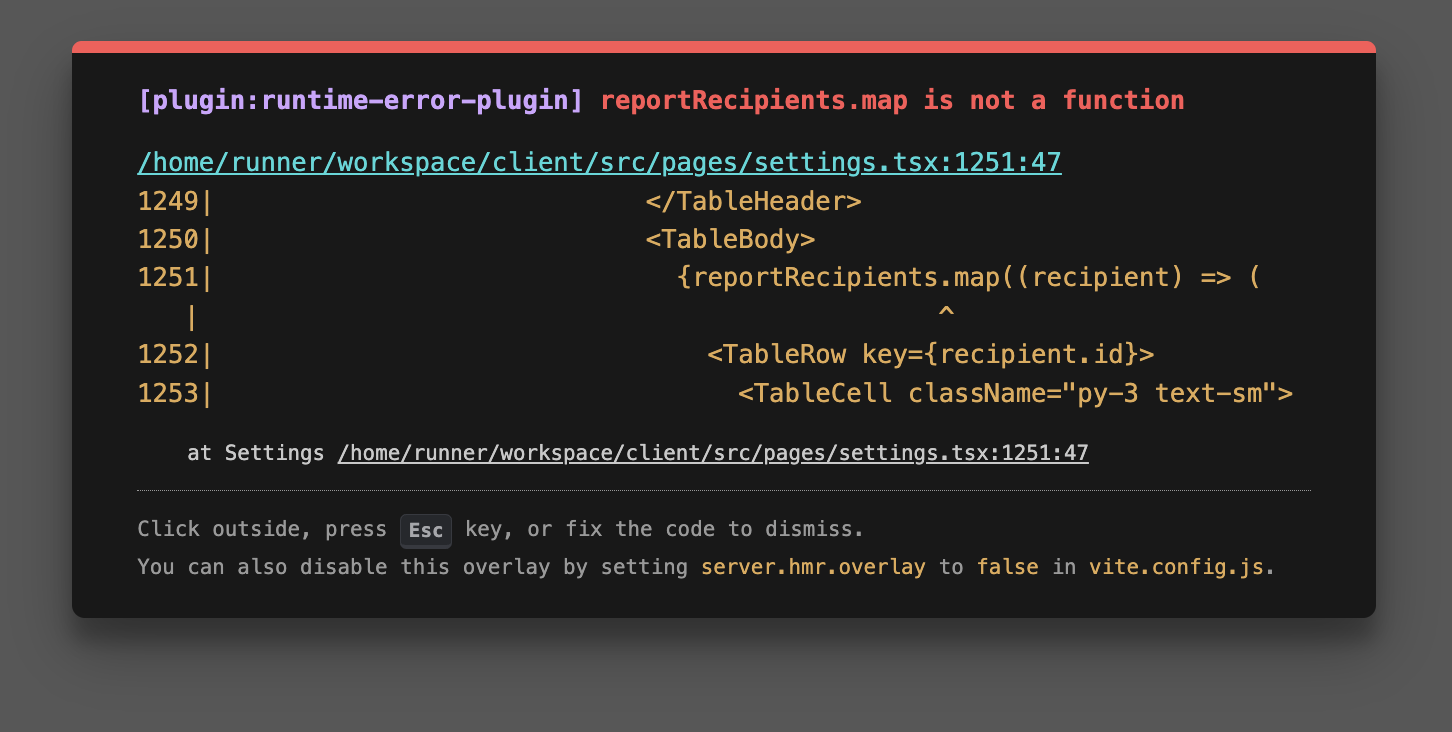 [plugin:runtime-error-plugin] reportRecipients.map is not a function
/home/runner/workspace/client/src/pages/settings.tsx:1251:47
1249|                            </TableHeader>
1250|                            <TableBody>
1251|                              {reportRecipients.map((recipient) => (
   |                                               ^
1252|                                <TableRow key={recipient.id}>
1253|                                  <TableCell className="py-3 text-sm">
at Settings /home/runner/workspace/client/src/pages/settings.tsx:1251:47
Click outside, press Esc key, or fix the code to dismiss.
You can also disable this overlay by setting server.hmr.overlay to false in vite.config.js.